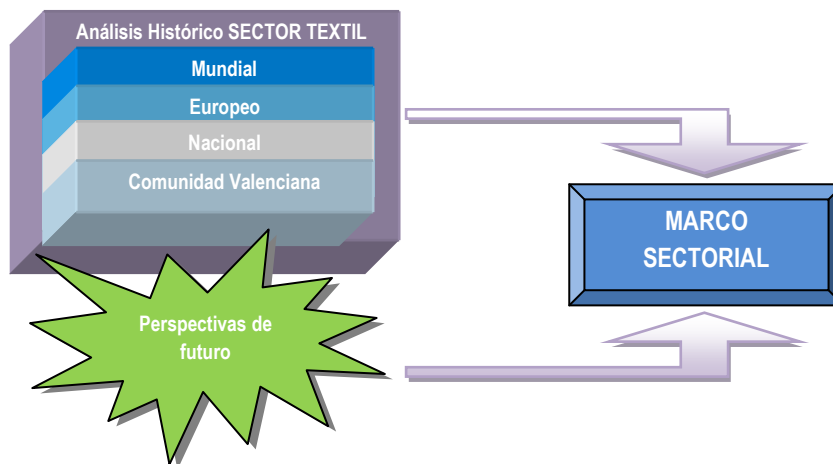 Análisis Histórico SECTOR TEXTIL
Mundial
Europeo
Nacional
Comunidad Valenciana
Perspectivas de
futuro
MARCO
SECTORIAL